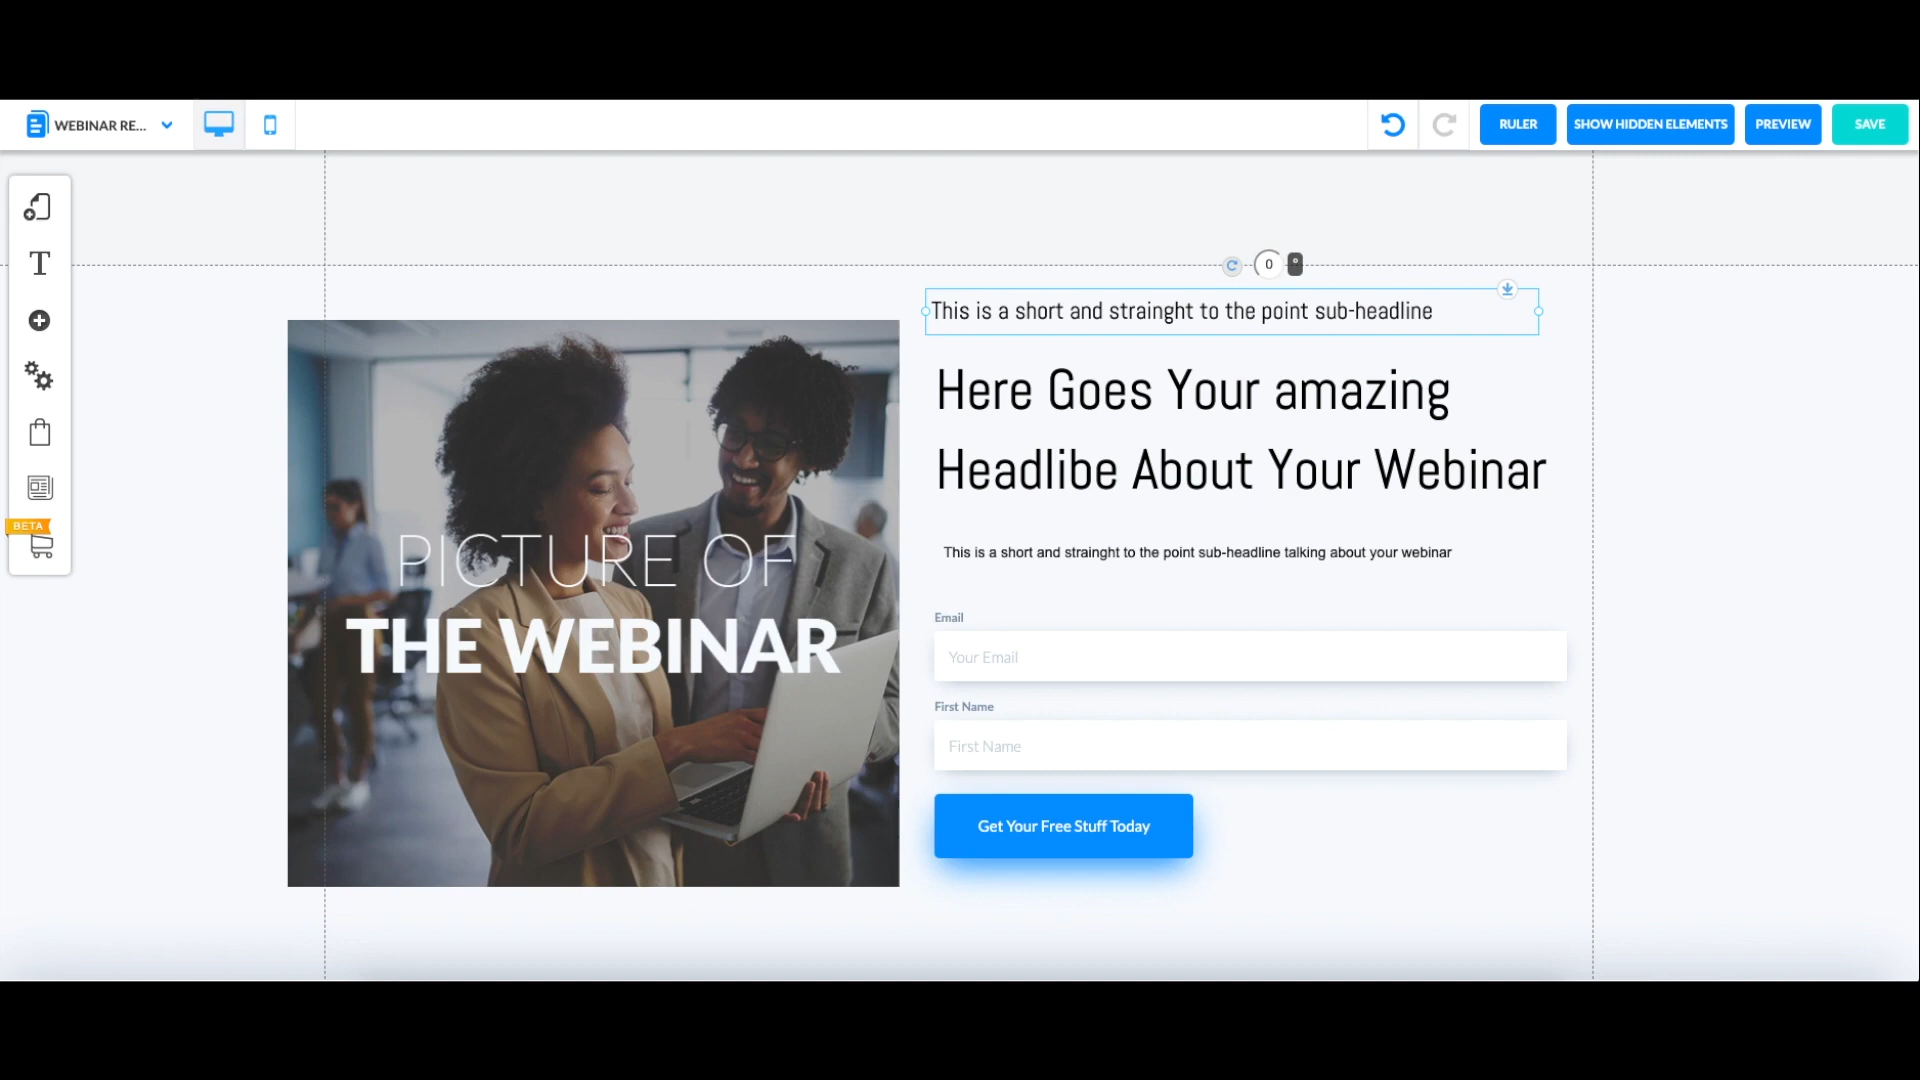 WEBINAR RE...
RULER
SHOW HIDDEN ELEMENTS
PREVIEW
SAVE
T
BETA
0
This is a short and strainght to the point sub-headline
Here Goes Your amazing
Headlibe About Your Webinar
This is a short and strainght to the point sub-headline talking about your webinar
PICTURE OF
THE WEBINAR
Email
Your Email
First Name
First Name
Get Your Free Stuff Today